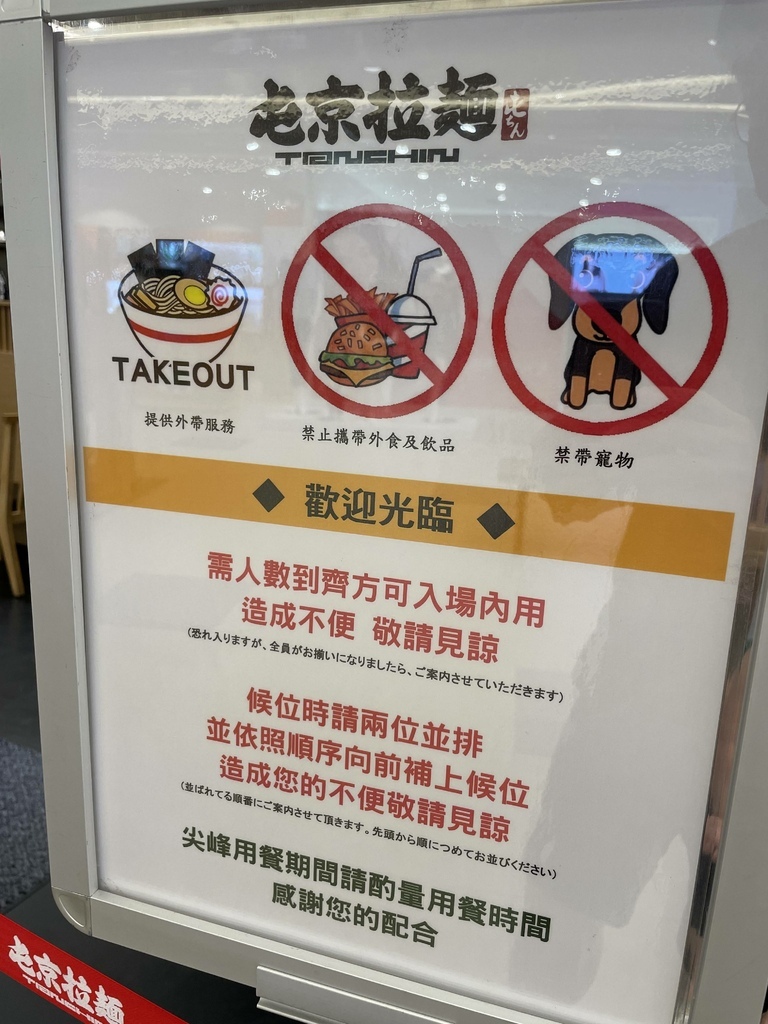 屯京拉麵
とん
ちん
TONCHIN
TAKEOUT
提供外帶服務
禁止攜帶外食及飲品
禁帶寵物
◆ 歡迎光臨 ◆
需人數到齊方可入場內用
造成不便 敬請見諒
(恐れ入りますが、全員がお揃いになりましたら、ご案内させていただきます)
候位時請兩位並排
並依照順序向前補上候位
造成您的不便敬請見諒
(並ばれてる順番にご案内させて頂きます。先頭から順につめてお並びください)
尖峰用餐期間請酌量用餐時間
感謝您的配合
屯京拉麵
TONCHIN